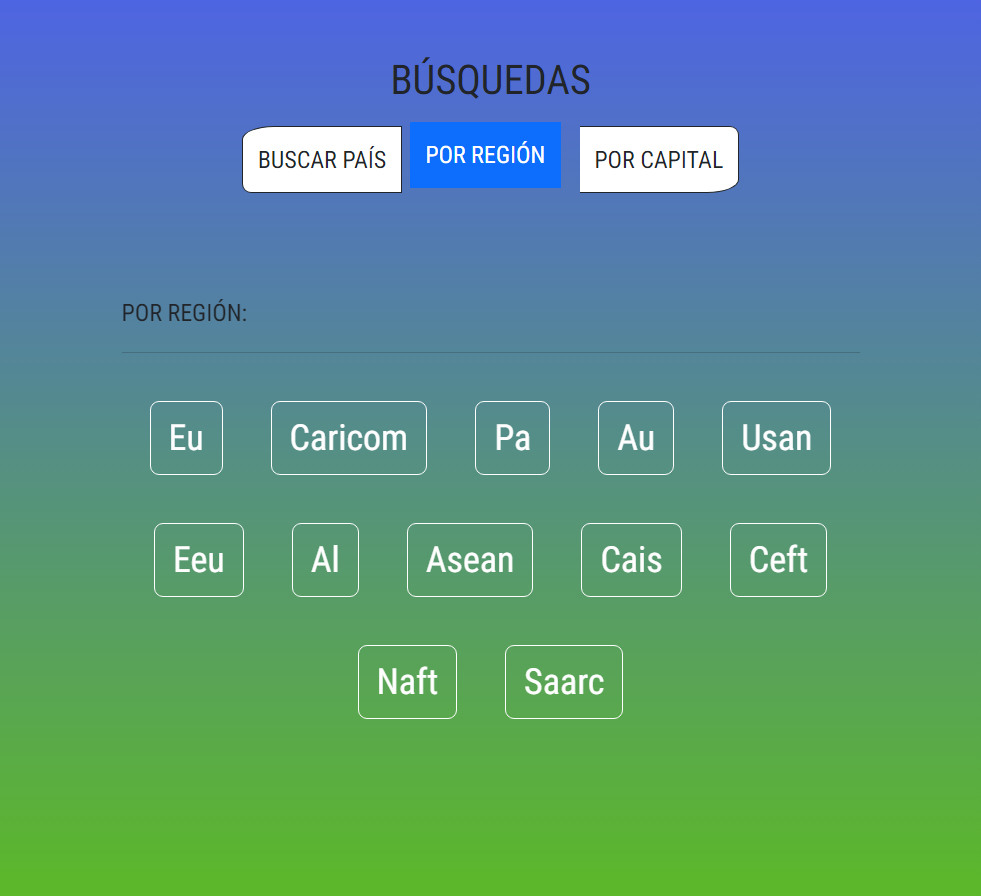 BÚSQUEDAS
BUSCAR PAÍS POR REGIÓN POR CAPITAL
POR REGIÓN:
Eu Caricom Pa Au Usan
Eeu Al Asean Cais Ceft
Naft Saarc